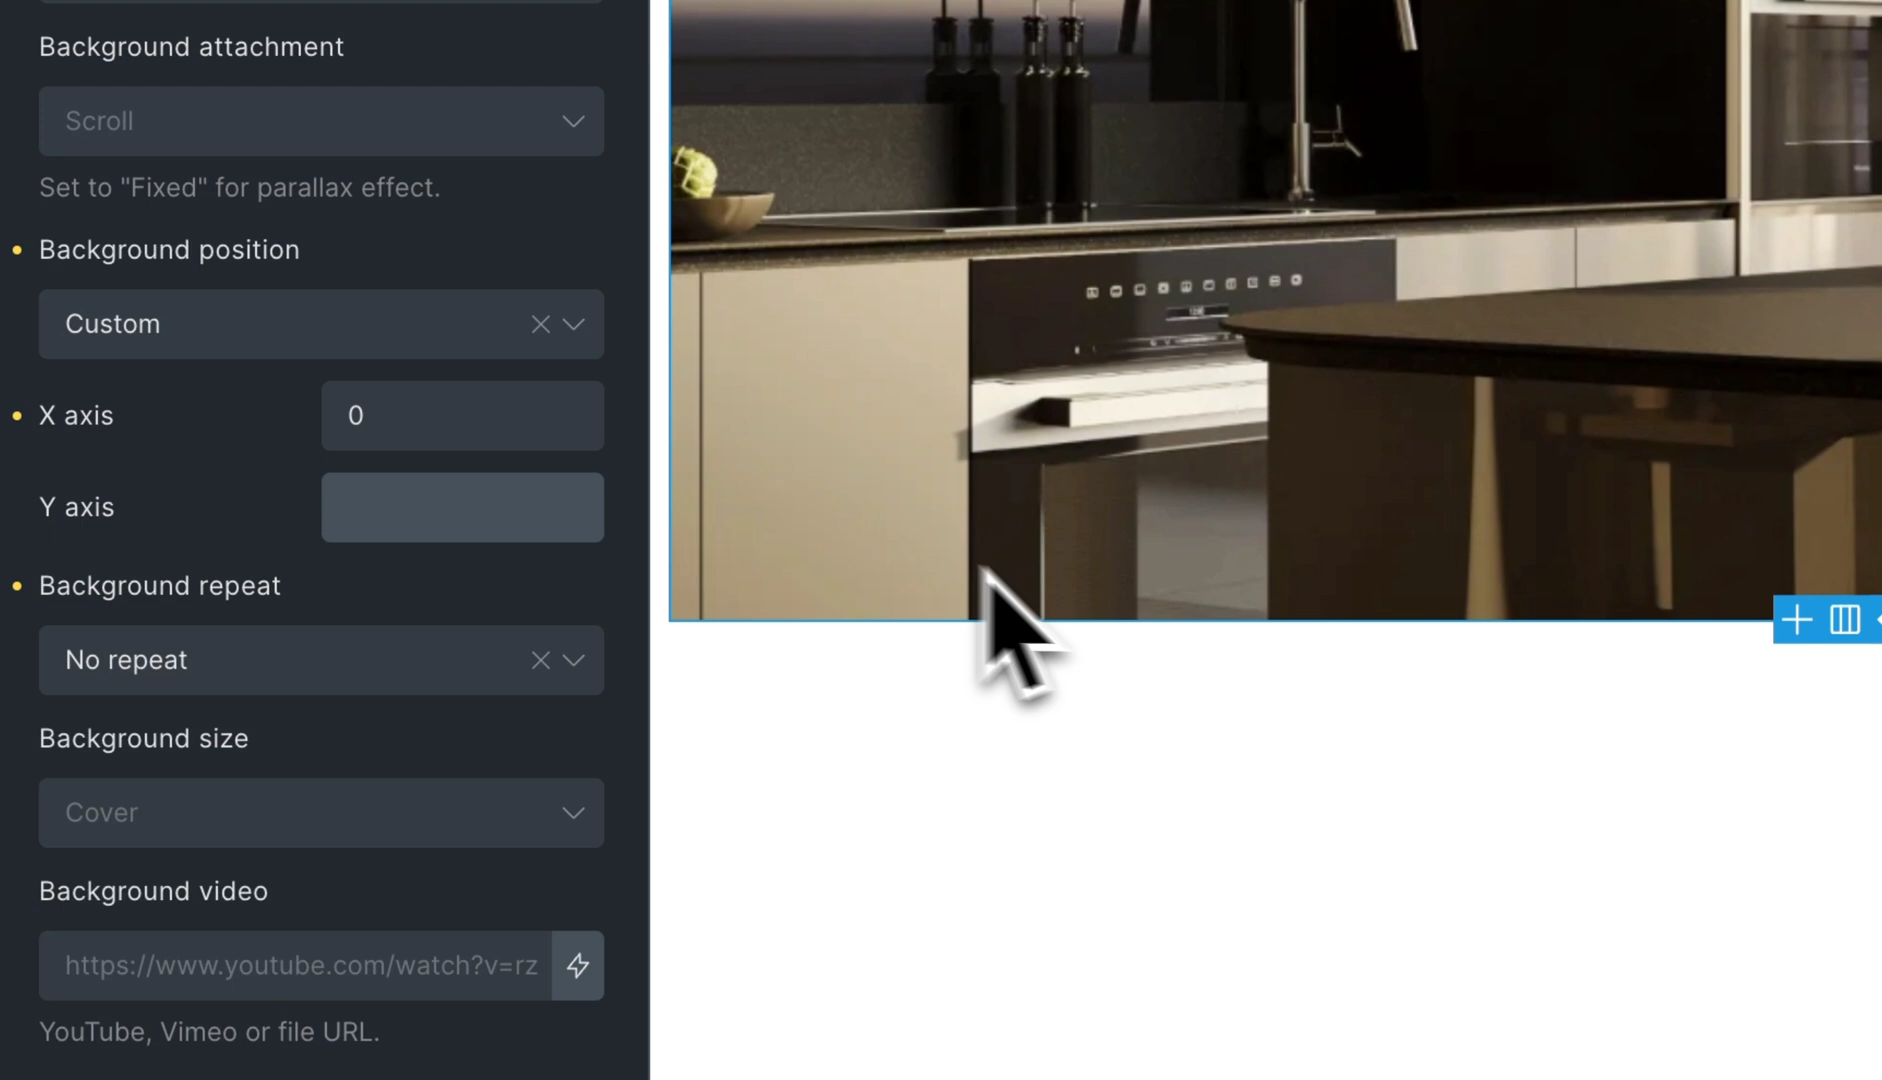 Background attachment
Scroll
Set to "Fixed" for parallax effect.
Background position
Custom
X axis
0
Y axis
Background repeat
No repeat
Background size
Cover
Background video
https://www.youtube.com/watch?v=rz
YouTube, Vimeo or file URL.